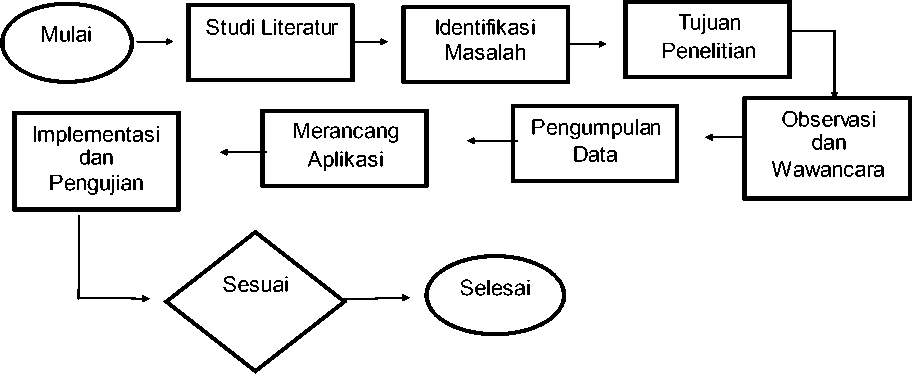 Mulai
Studi Literatur
Identifikasi
Masalah
Tujuan
Penelitian
Observasi
dan
Wawancara
Pengumpulan
Data
Merancang
Aplikasi
Implementasi
dan
Pengujian
Sesuai
Selesai